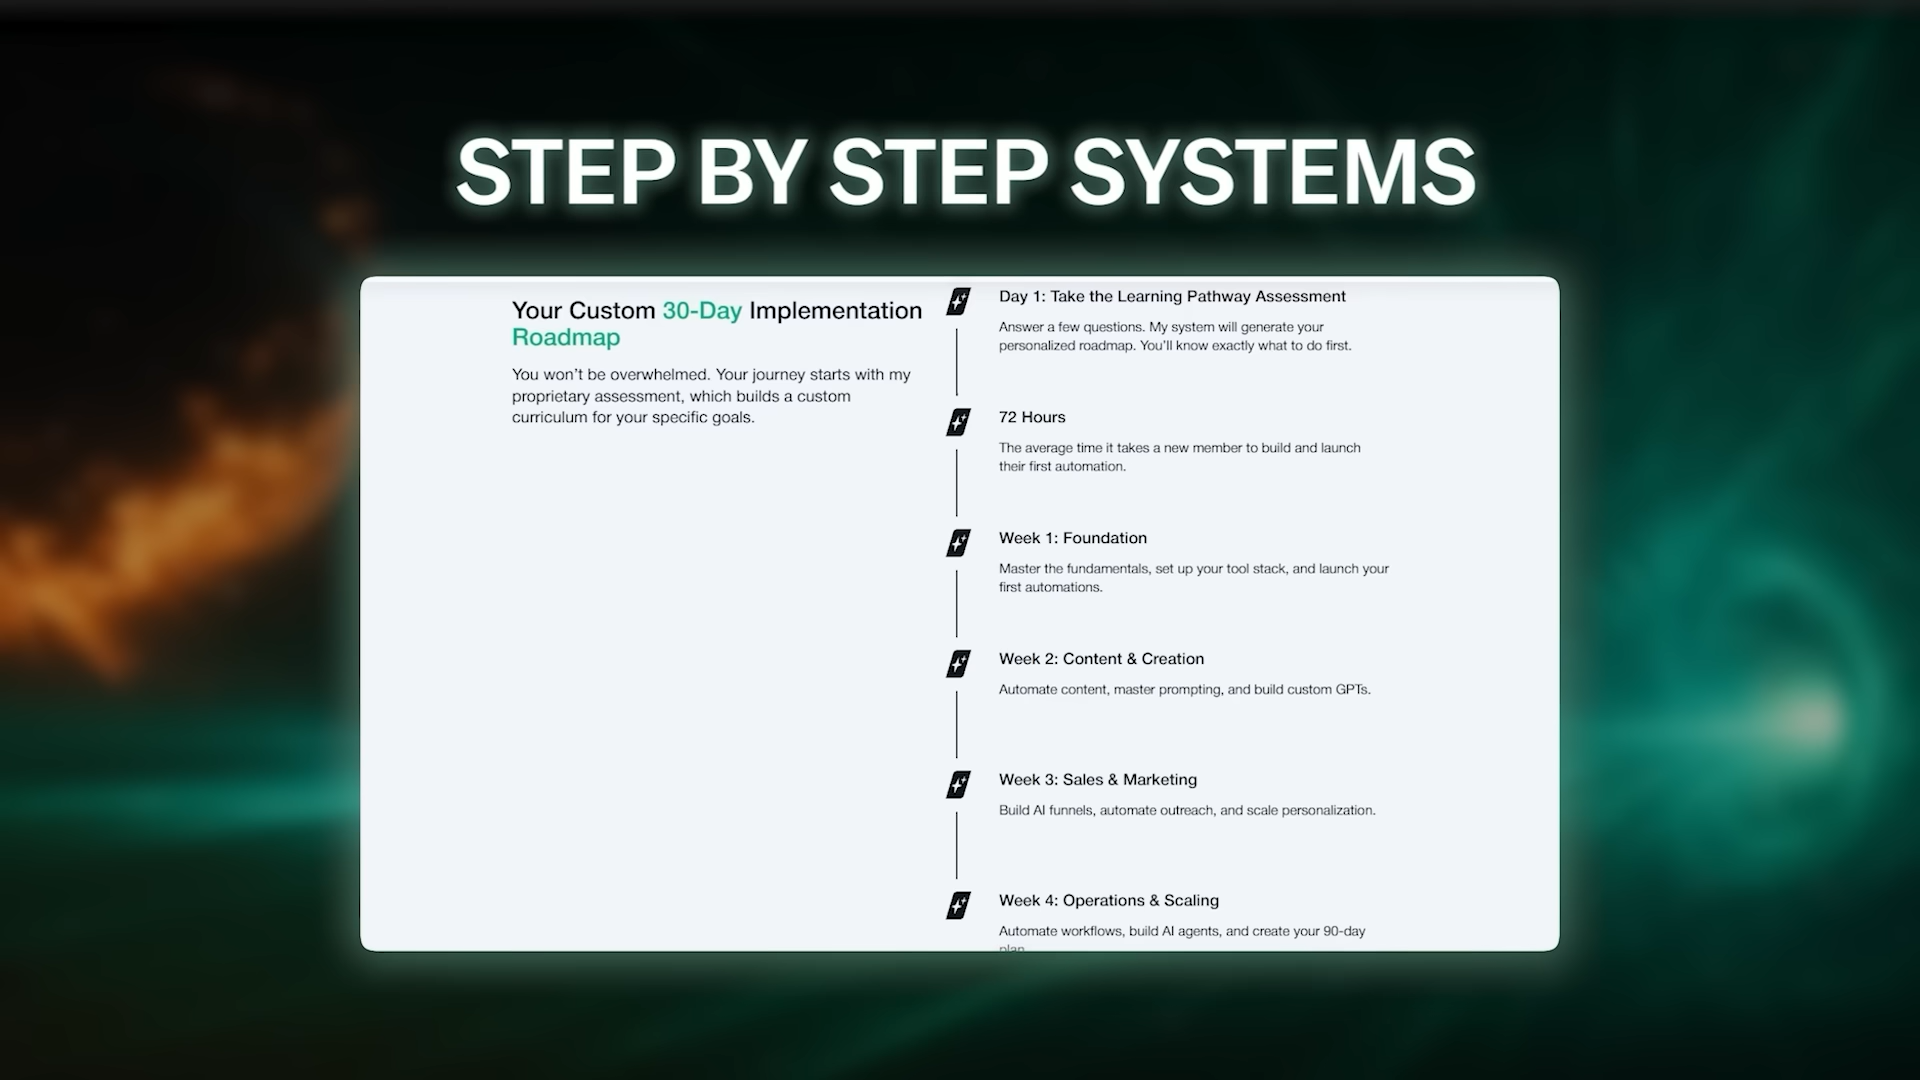 STEP BY STEP SYSTEMS
Your Custom 30-Day Implementation
Roadmap
You won't be overwhelmed. Your journey starts with my
proprietary assessment, which builds a custom
curriculum for your specific goals.
Day 1: Take the Learning Pathway Assessment
Answer a few questions. My system will generate your
personalized roadmap. You'll know exactly what to do first.
72 Hours
The average time it takes a new member to build and launch
their first automation.
Week 1: Foundation
Master the fundamentals, set up your tool stack, and launch your
first automations.
Week 2: Content & Creation
Automate content, master prompting, and build custom GPTs.
Week 3: Sales & Marketing
Build AI funnels, automate outreach, and scale personalization.
Week 4: Operations & Scaling
Automate workflows, build AI agents, and create your 90-day
plan